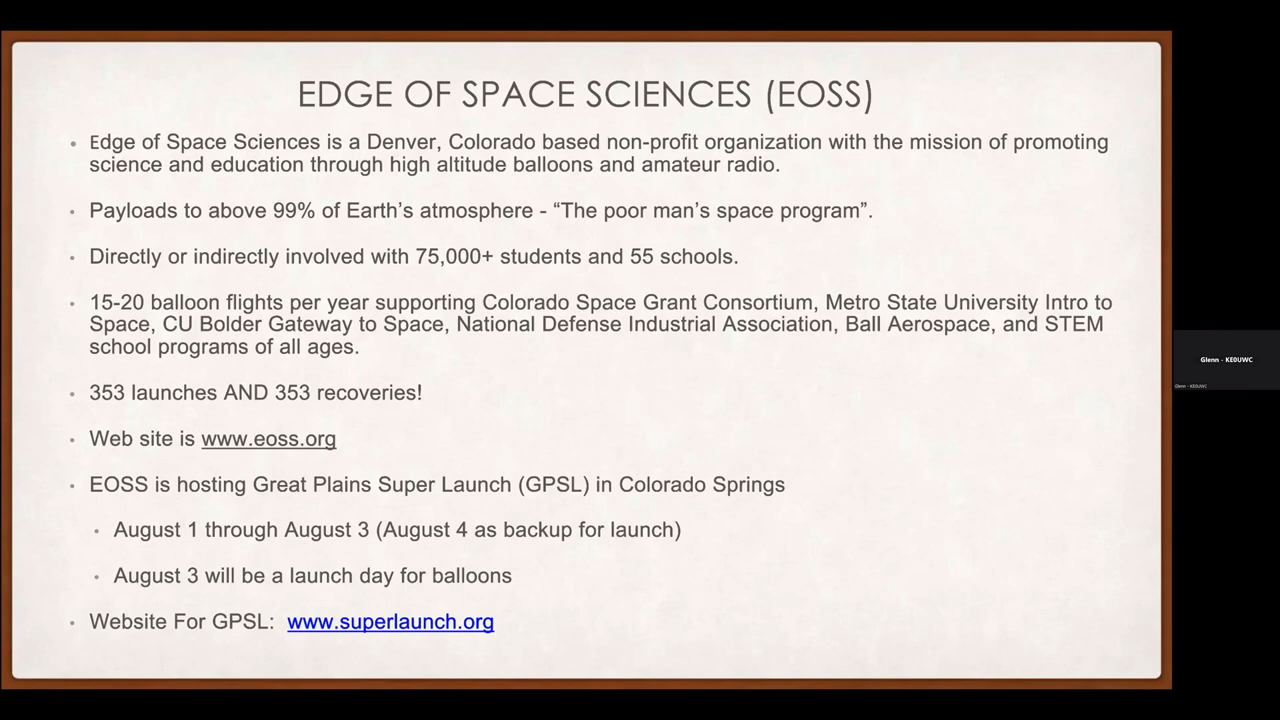 EDGE OF SPACE SCIENCES (EOSS)
• Edge of Space Sciences is a Denver, Colorado based non-profit organization with the mission of promoting
science and education through high altitude balloons and amateur radio.
• Payloads to above 99% of Earth’s atmosphere - “The poor man’s space program”.
• Directly or indirectly involved with 75,000+ students and 55 schools.
• 15-20 balloon flights per year supporting Colorado Space Grant Consortium, Metro State University Intro to
Space, CU Bolder Gateway to Space, National Defense Industrial Association, Ball Aerospace, and STEM
school programs of all ages.
• 353 launches AND 353 recoveries!
• Web site is www.eoss.org
• EOSS is hosting Great Plains Super Launch (GPSL) in Colorado Springs
• August 1 through August 3 (August 4 as backup for launch)
• August 3 will be a launch day for balloons
• Website For GPSL: www.superlaunch.org
Glenn - KE0UWC
Glenn - KE0UWC